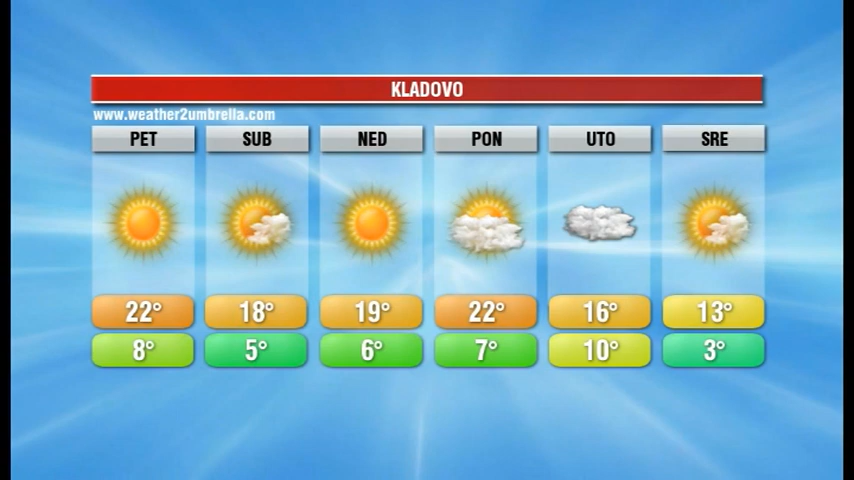 KLADOVO
www.weather2umbrella.com
PET SUB NED PON UTO SRE
22° 18° 19° 22° 16° 13°
8° 5° 6° 7° 10° 3°